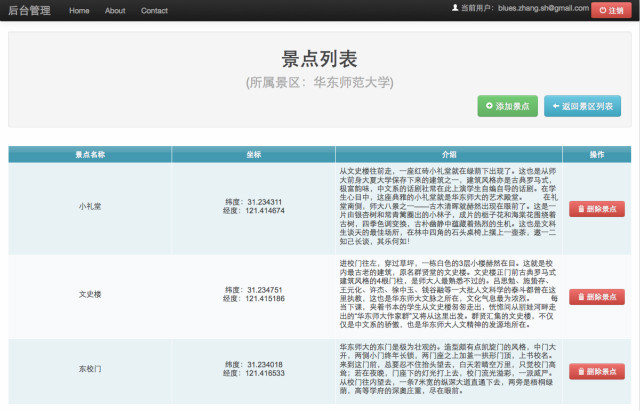 后台管理 Home About Contact 当前用户：blues.zhang.sh@gmail.com 注销
景点列表
(所属景区：华东师范大学)
添加景点 返回景区列表
景点名称 坐标 介绍 操作
从文史楼往前走，一座红砖小礼堂就在绿荫下出现了。这也是从师
大前身大夏大学保存下来的建筑之一，建筑风格亦是古典罗马式，
极富韵味，中文系的话剧社常在此上演学生自编自导的话剧。在学
生心目中，这座典雅的小礼堂就是华东师大的艺术殿堂。 在礼
堂南侧，师大八景之一——古木清晖就赫然出现在眼前了。这是一
片由银杏树和常青藤圈出的小林子，成片的栀子花和海棠花围绕着
古树，四季色调变换，古朴幽静中蕴藏着热烈的生机。这也是文科
生谈天的最佳场所，在林中四角的石头桌椅上摆上一壶茶，邀一二
知己长谈，其乐何如！
小礼堂
纬度：31.234311
经度：121.414674
删除景点
进校门往左，穿过草坪，一栋白色的3层小楼赫然在目。这就是校
内最古老的建筑，原名群贤堂的文史楼。文史楼正门前古典罗马式
建筑风格的4根门柱，是师大人最熟悉不过的。吕思勉、施蛰存、
王元化、许杰、徐中玉、钱谷融等一大批人文科学的泰斗都曾在这
里执教，这也是华东师大文脉之所在，文化气息最为浓烈。 每
当下课，夹着书本的学生从文史楼匆匆走出，恍惚间从丽娃河畔走
出的“华东师大作家群”又将从这里出发。群贤汇集的文史楼，不仅
仅是中文系的骄傲，也是华东师大人文精神的发源地所在。
文史楼
纬度：31.234751
经度：121.415186
删除景点
华东师大的东门是极为壮观的。造型颇有点凯旋门的风格，中门大
开，两侧小门终年长锁，两门座之上加盖一拱形门顶，上书校名。
来到这门前，总要忍不住抬头望去，白天若晴空万里，只觉校门高
耸；若在夜晚，门座下的灯光打上去，校门流光溢彩，一派威严。
从校门往内望去，一条7米宽的纵深大道直通下去，两旁是梧桐绿
荫，高等学府的深奥庄重，尽在眼前。
东校门
纬度：31.234018
经度：121.416533
删除景点